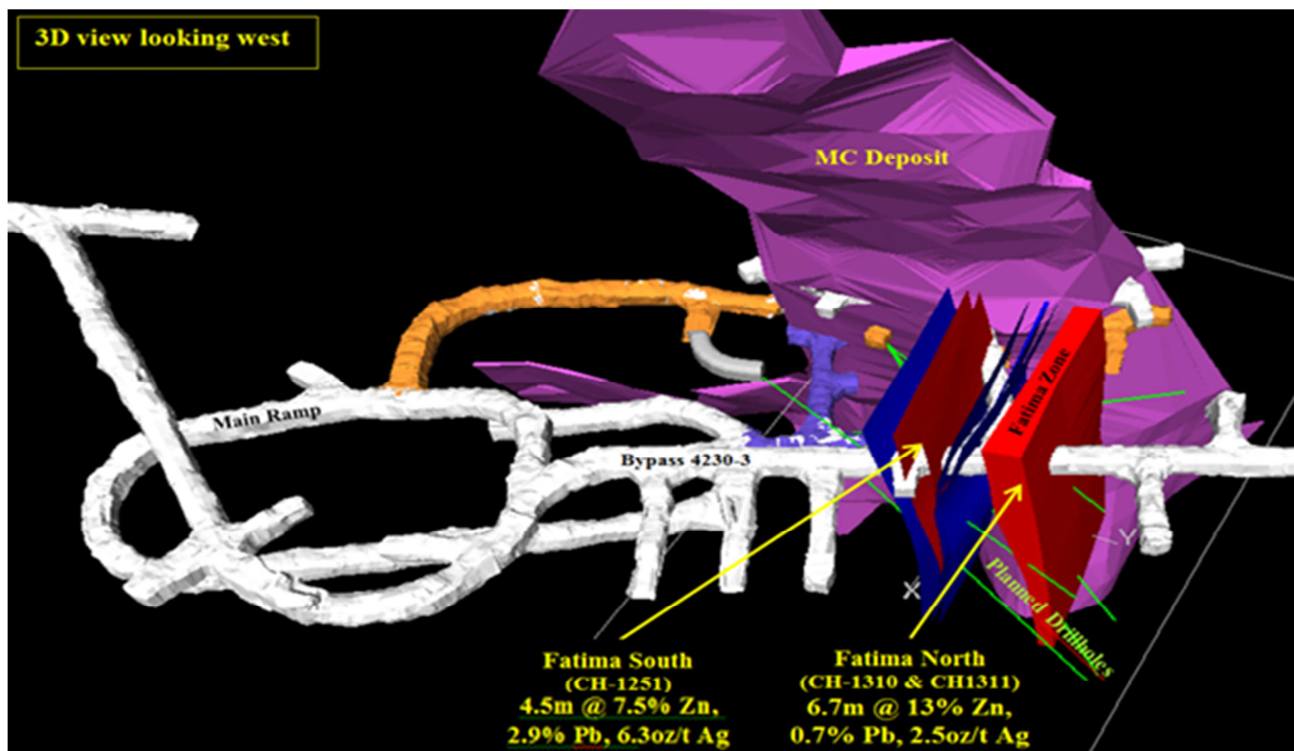 3D view looking west
MC Deposit
Main Ramp
Fatima Zone
Bypass 4230-3
Y
X
Planned Drillholes
Fatima South
(CH-1251)
4.5m @ 7.5% Zn,
2.9% Pb, 6.3oz/t Ag
Fatima North
(CH-1310 & CH1311)
6.7m @ 13% Zn,
0.7% Pb, 2.5oz/t Ag